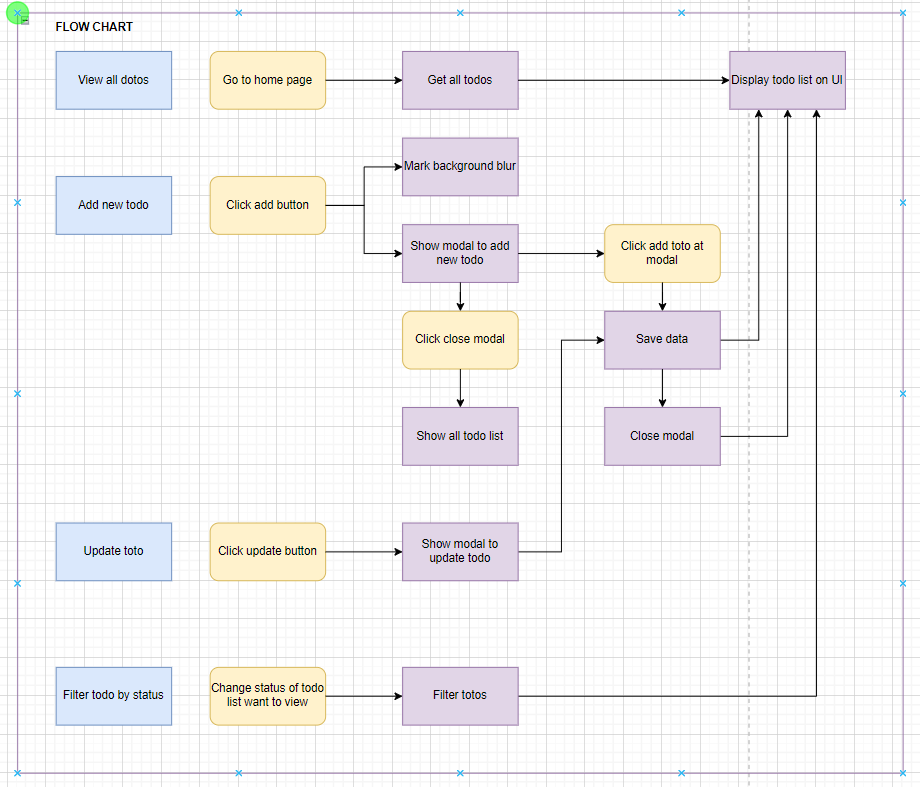 FLOW CHART
View all dotos
Go to home page
Get all todos
Display todo list on UI
Mark background blur
Add new todo
Click add button
Show modal to add
new todo
Click add toto at
modal
Click close modal
Save data
Show all todo list
Close modal
Update toto
Click update button
Show modal to
update todo
Filter todo by status
Change status of todo
list want to view
Filter totos